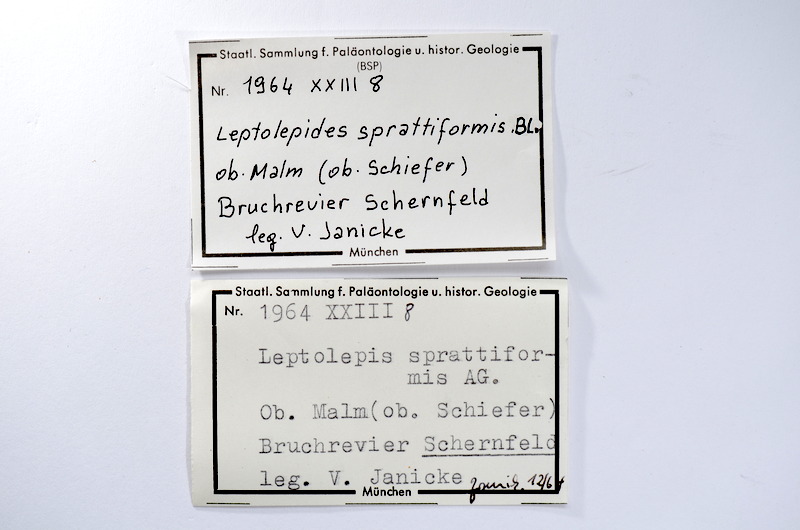 Staatl. Sammlung f. Paläontologie u. histor. Geologie
(BSP)
Nr. 1964 XXIII 8
Leptolepides sprattiformis.BL.
ob. Malm (ob. Schiefer)
Bruchrevier Schernfeld
leg. V. Janicke
München
Staatl. Sammlung f. Paläontologie u. histor. Geologie
Nr. 1964 XXIII 8
Leptolepis sprattifor-
mis AG.
Ob. Malm(ob. Schiefer)
Bruchrevier Schernfeld
leg. V. Janicke
München